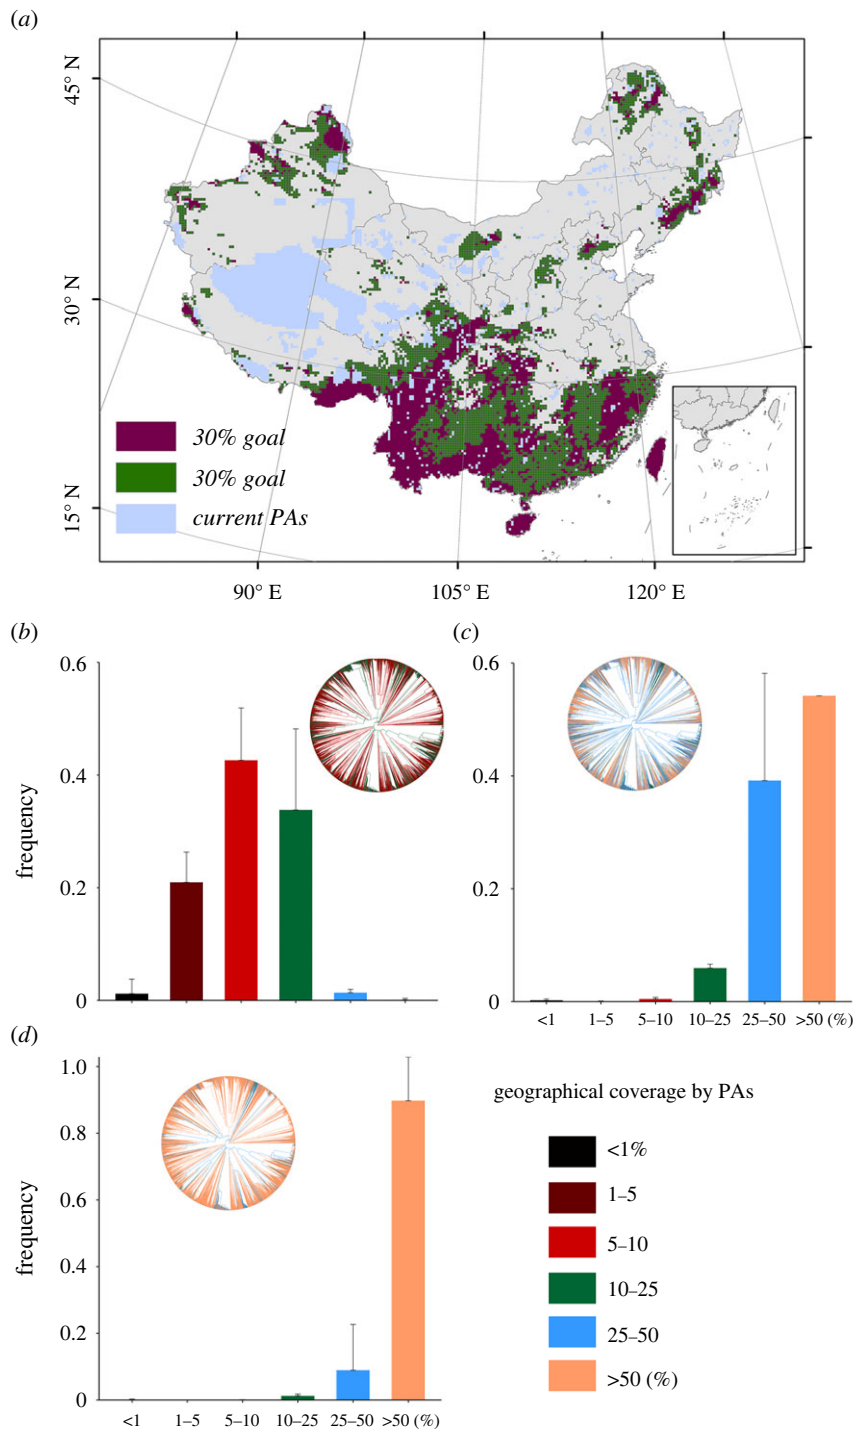 (a)
45° N
30° N
15° N
30% goal
30% goal
current PAs
90° E 105° E 120° E
(b)
0.6
0.4
0.2
0
frequency
(c)
0.6
0.4
0.2
0
<1 1–5 5–10 10–25 25–50 >50 (%)
(d)
1.0
0.8
0.6
0.4
0.2
0
frequency
<1 1–5 5–10 10–25 25–50 >50 (%)
geographical coverage by PAs
<1%
1–5
5–10
10–25
25–50
>50 (%)